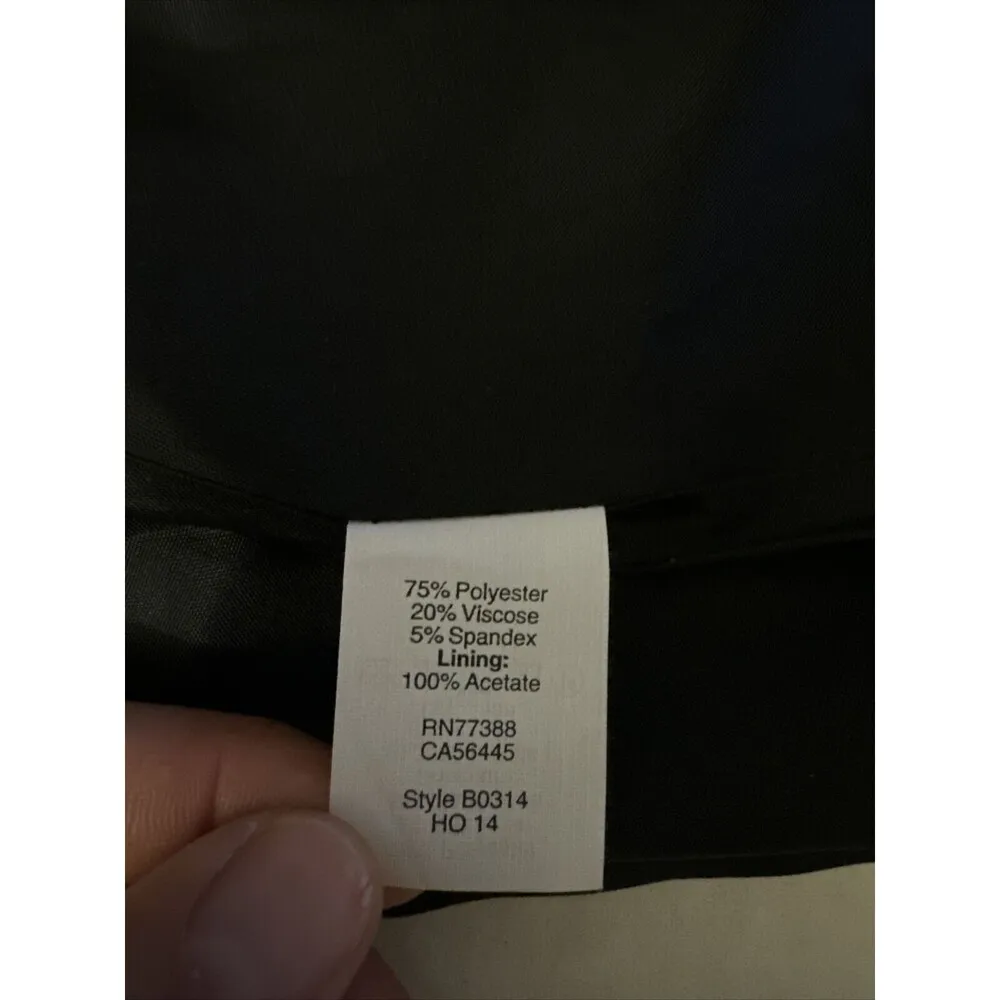 75% Polyester
20% Viscose
5% Spandex
Lining:
100% Acetate
RN77388
CA56445
Style B0314
HO 14